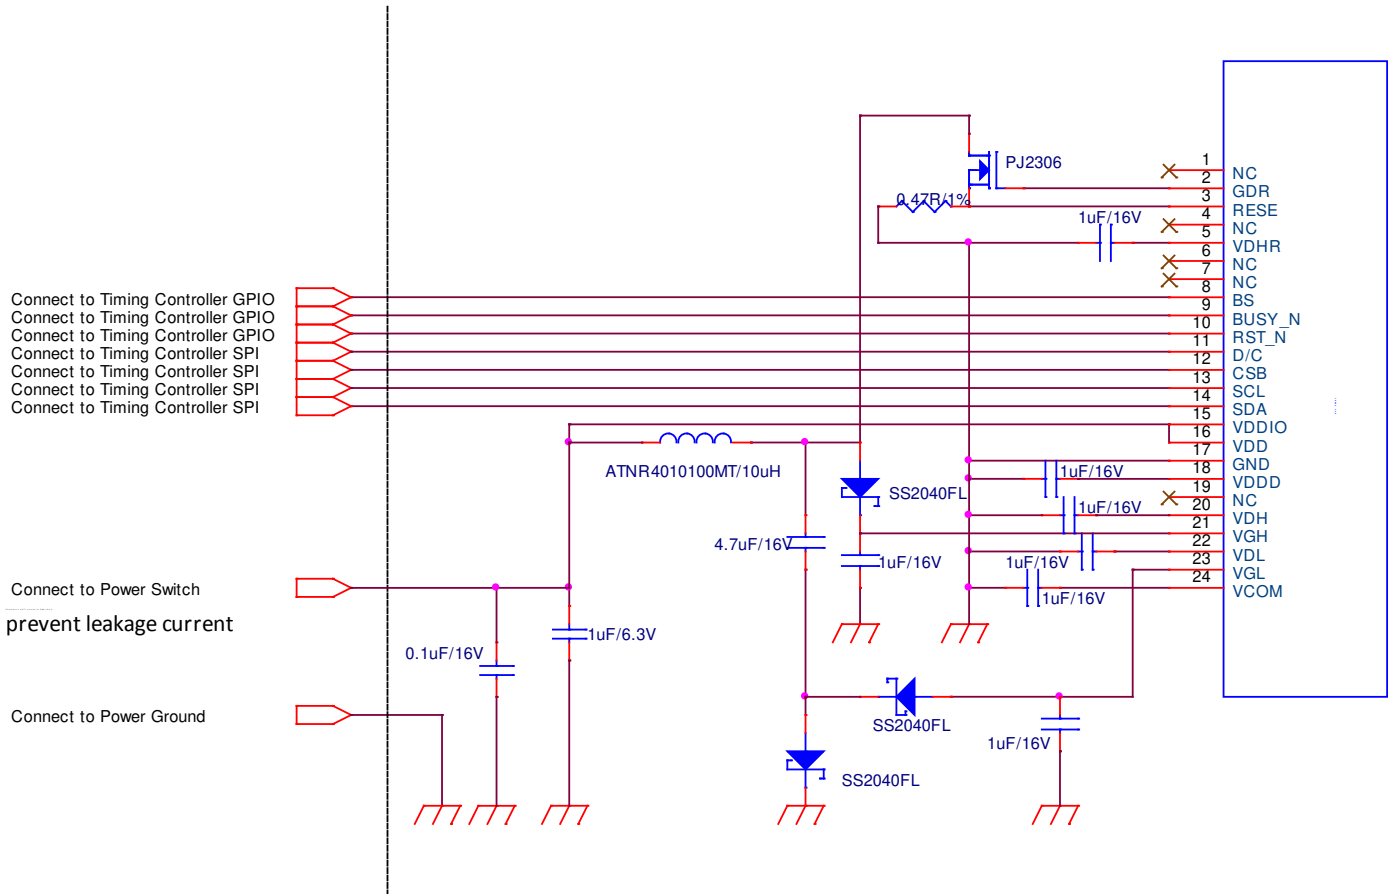 PJ2306
0.47R/1%
1uF/16V
1
NC
2
GDR
3
RESE
4
NC
5
VDHR
6
NC
7
NC
8
BS
9
BUSY_N
10
RST_N
11
D/C
12
CSB
13
SCL
14
SDA
15
VDDIO
16
VDD
17
GND
18
VDDD
19
NC
20
VDH
21
VGH
22
VDL
23
VGL
24
VCOM
Connect to Timing Controller GPIO
Connect to Timing Controller GPIO
Connect to Timing Controller GPIO
Connect to Timing Controller SPI
Connect to Timing Controller SPI
Connect to Timing Controller SPI
Connect to Timing Controller SPI
ATNR4010100MT/10uH
SS2040FL
1uF/16V
1uF/16V
4.7uF/16V
1uF/16V
1uF/16V
1uF/16V
Connect to Power Switch
prevent leakage current
1uF/6.3V
0.1uF/16V
Connect to Power Ground
SS2040FL
1uF/16V
SS2040FL